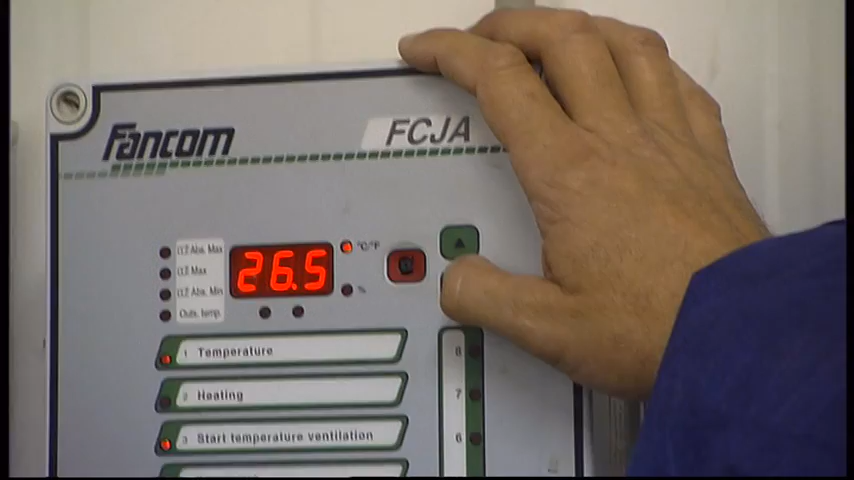 Fancom
FCJA
Abs. Max
Max
Abs. Min
Outs. temp.
26.5
°C/°F
%
1 Temperature
2 Heating
3 Start temperature ventilation
8
7
6